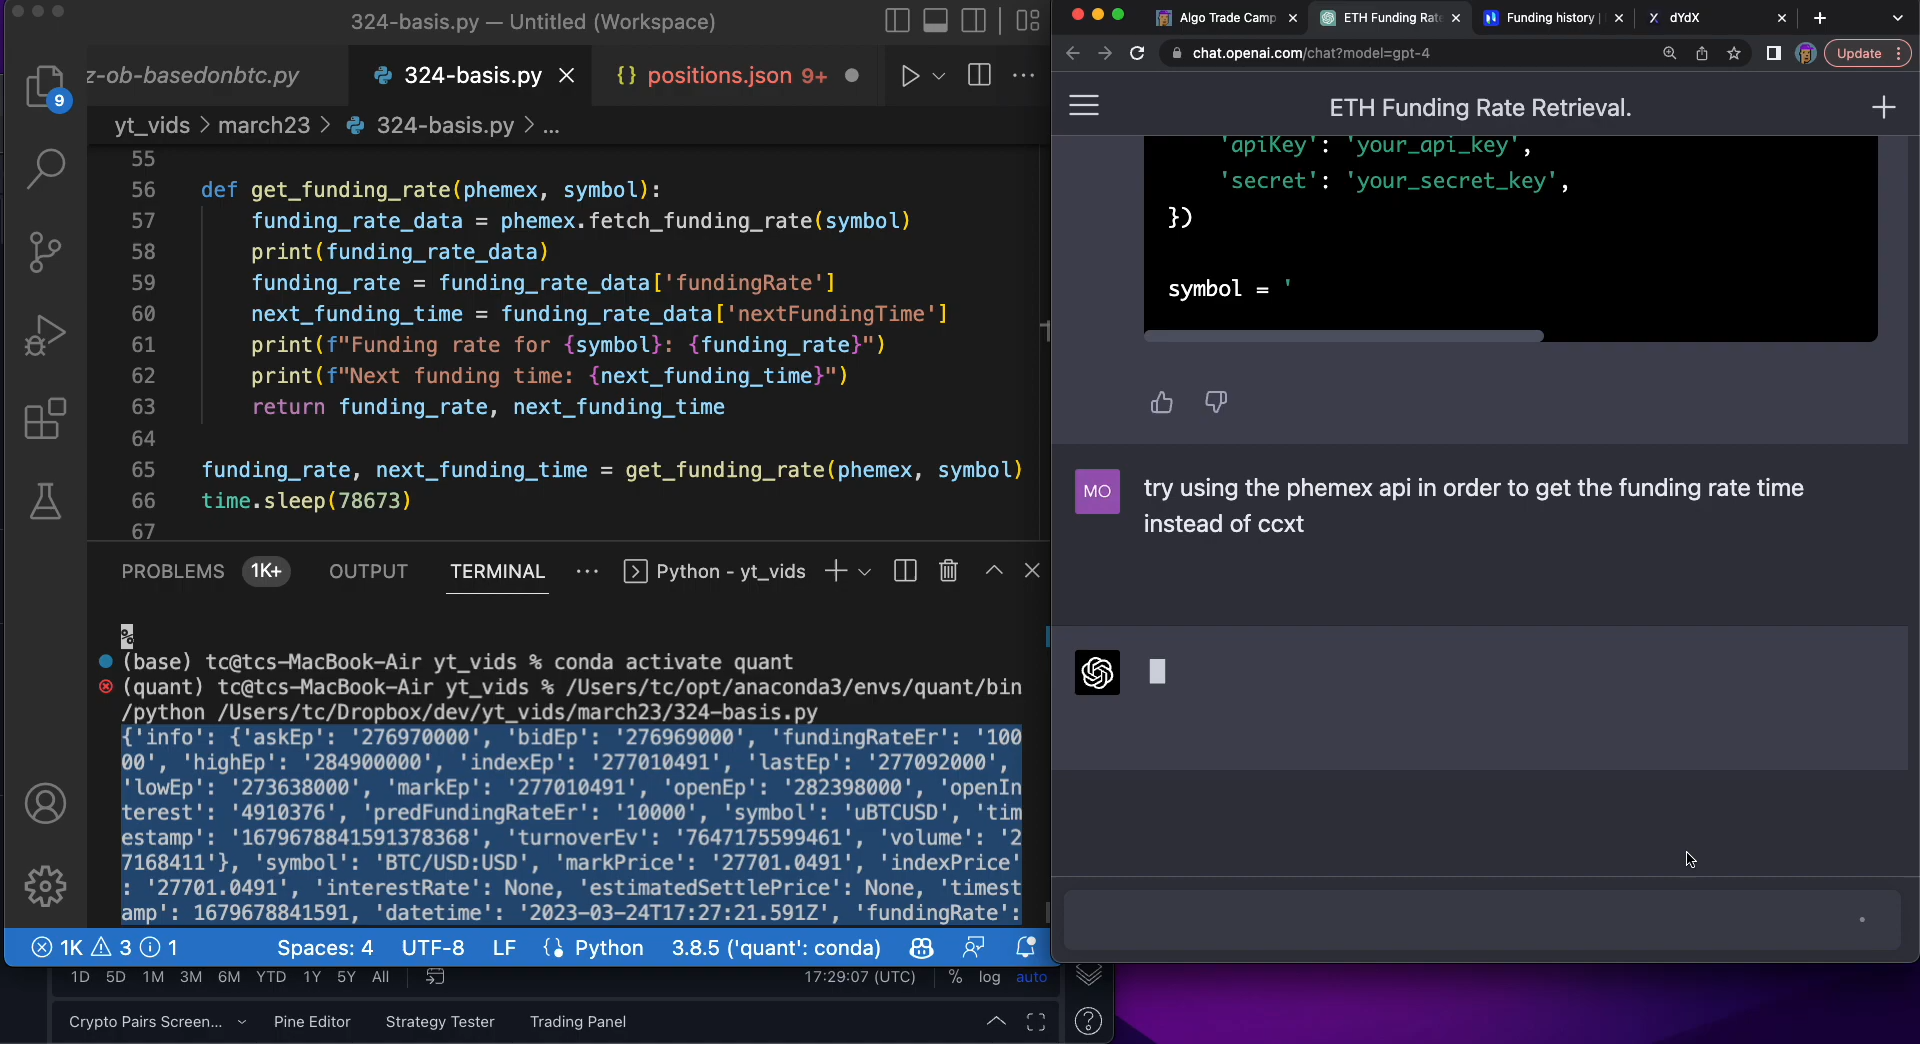 324-basis.py — Untitled (Workspace)
z-ob-basedonbtc.py
324-basis.py
{} positions.json 9+
9
yt_vids > march23 > 324-basis.py > ...
55
56 def get_funding_rate(phemex, symbol):
57 funding_rate_data = phemex.fetch_funding_rate(symbol)
58 print(funding_rate_data)
59 funding_rate = funding_rate_data['fundingRate']
60 next_funding_time = funding_rate_data['nextFundingTime']
61 print(f"Funding rate for {symbol}: {funding_rate}")
62 print(f"Next funding time: {next_funding_time}")
63 return funding_rate, next_funding_time
64
65 funding_rate, next_funding_time = get_funding_rate(phemex, symbol)
66 time.sleep(78673)
67
PROBLEMS 1K+ OUTPUT TERMINAL ... Python - yt_vids
%
(base) tc@tcs-MacBook-Air yt_vids % conda activate quant
(quant) tc@tcs-MacBook-Air yt_vids % /Users/tc/opt/anaconda3/envs/quant/bin
/python /Users/tc/Dropbox/dev/yt_vids/march23/324-basis.py
{'info': {'askEp': '276970000', 'bidEp': '276969000', 'fundingRateEr': '100
00', 'highEp': '284900000', 'indexEp': '277010491', 'lastEp': '277092000',
'lowEp': '273638000', 'markEp': '277010491', 'openEp': '282398000', 'openIn
terest': '4910376', 'predFundingRateEr': '10000', 'symbol': 'uBTCUSD', 'tim
estamp': '1679678841591378368', 'turnoverEv': '7647175599461', 'volume': '2
7168411'}, 'symbol': 'BTC/USD:USD', 'markPrice': '27701.0491', 'indexPrice'
: '27701.0491', 'interestRate': None, 'estimatedSettlePrice': None, 'timest
amp': 1679678841591, 'datetime': '2023-03-24T17:27:21.591Z', 'fundingRate':
1K 3 1 Spaces: 4 UTF-8 LF {} Python 3.8.5 ('quant': conda)
1D 5D 1M 3M 6M YTD 1Y 5Y All 17:29:07 (UTC) % log auto
Crypto Pairs Screen... Pine Editor Strategy Tester Trading Panel
Algo Trade Camp
ETH Funding Rate
Funding history |
dYdX
chat.openai.com/chat?model=gpt-4
Update
ETH Funding Rate Retrieval.
'apiKey': 'your_api_key',
'secret': 'your_secret_key',
})
symbol = '
MO
try using the phemex api in order to get the funding rate time
instead of ccxt